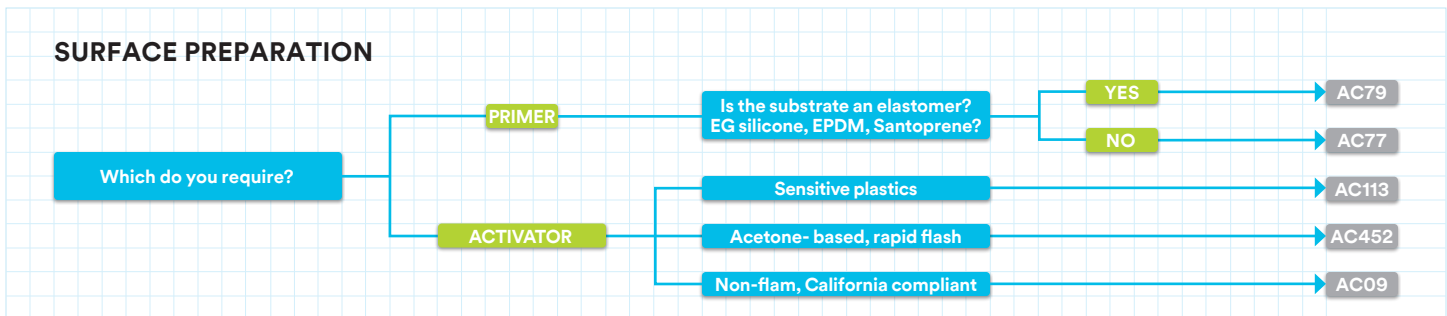 SURFACE PREPARATION
Which do you require?
PRIMER
Is the substrate an elastomer?
EG silicone, EPDM, Santoprene?
YES
AC79
NO
AC77
ACTIVATOR
Sensitive plastics
AC113
Acetone- based, rapid flash
AC452
Non-flam, California compliant
AC09